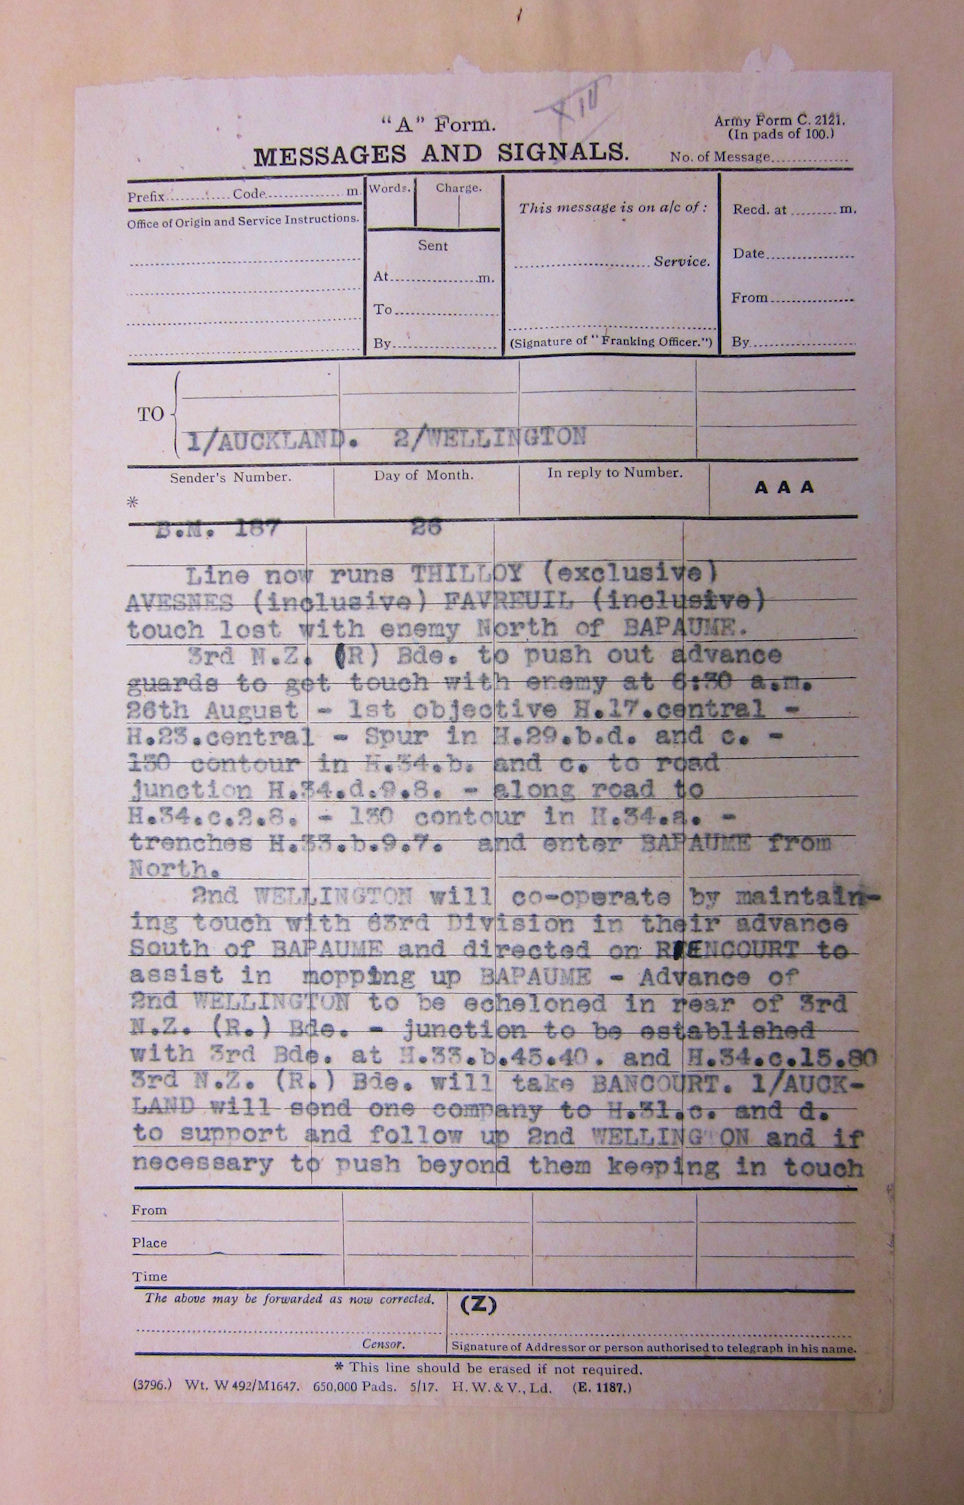 XIII
"A" Form.
Army Form C. 2121.
(In pads of 100.)
MESSAGES AND SIGNALS.
No. of Message..............
Prefix.............. Code.................. m.
Words.
Charge.
This message is on a/c of:
Recd. at ......... m.
Office of Origin and Service Instructions.
Sent
At....................m.
........................... Service.
Date..................
To......................
From.................
By......................
(Signature of "Franking Officer.")
By.....................
TO
1/AUCKLAND. 2/WELLINGTON
Sender's Number.
Day of Month.
In reply to Number.
A A A
*
B.M. 187
26
Line now runs THILLOY (exclusive)
AVESNES (inclusive) FAVREUIL (inclusive)
touch lost with enemy North of BAPAUME.
3rd N.Z. (R) Bde. to push out advance
guards to get touch with enemy at 6:30 a.m.
26th August - 1st objective H.17.central -
H.23.central - Spur in H.29.b.d. and c. -
130 contour in H.34.b. and c. to road
junction H.34.d.9.8. - along road to
H.34.c.2.8. - 130 contour in H.34.a. -
trenches H.33.b.9.7. and enter BAPAUME from
North.
2nd WELLINGTON will co-operate by maintain-
ing touch with 63rd Division in their advance
South of BAPAUME and directed on RIENCOURT to
assist in mopping up BAPAUME - Advance of
2nd WELLINGTON to be echeloned in rear of 3rd
N.Z. (R.) Bde. - junction to be established
with 3rd Bde. at H.33.b.45.40. and H.34.c.15.80
3rd N.Z. (R.) Bde. will take BANCOURT. 1/AUCK-
LAND will send one company to H.31.c. and d.
to support and follow up 2nd WELLINGTON and if
necessary to push beyond them keeping in touch
From
Place
Time
The above may be forwarded as now corrected.
(Z)
Censor.
Signature of Addressor or person authorised to telegraph in his name.
* This line should be erased if not required.
(3796.) Wt. W492/M1647. 650,000 Pads. 5/17. H. W. & V., Ld. (E. 1187.)